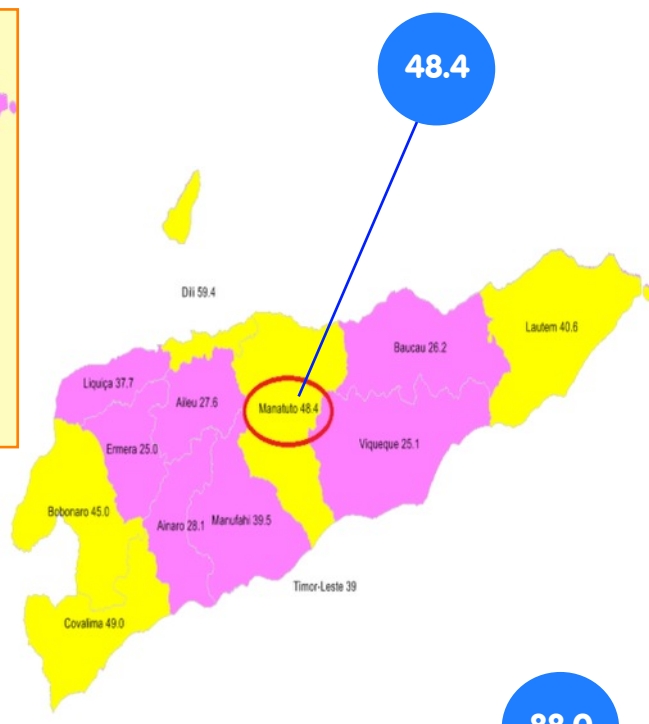 48.4
Dili 59.4
Lautem 40.6
Baucau 26.2
Liquiça 37.7
Aileu 27.6
Manatuto 48.4
Ermera 25.0
Viqueque 25.1
Bobonaro 45.0
Ainaro 28.1
Manufahi 39.5
Timor-Leste 39
Covalima 49.0